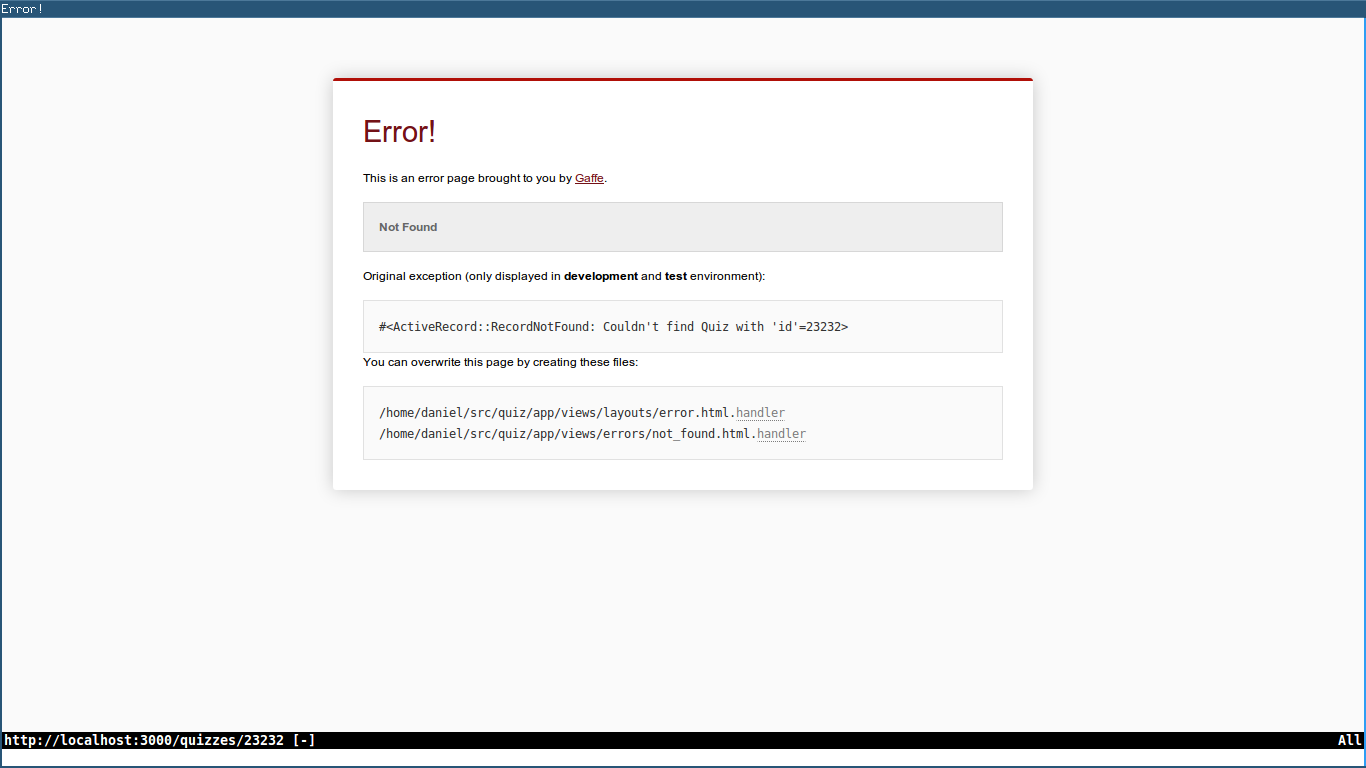 Error!
Error!
This is an error page brought to you by Gaffe.
Not Found
Original exception (only displayed in development and test environment):
#<ActiveRecord::RecordNotFound: Couldn't find Quiz with 'id'=23232>
You can overwrite this page by creating these files:
/home/daniel/src/quiz/app/views/layouts/error.html.handler
/home/daniel/src/quiz/app/views/errors/not_found.html.handler
http://localhost:3000/quizzes/23232 [-] All